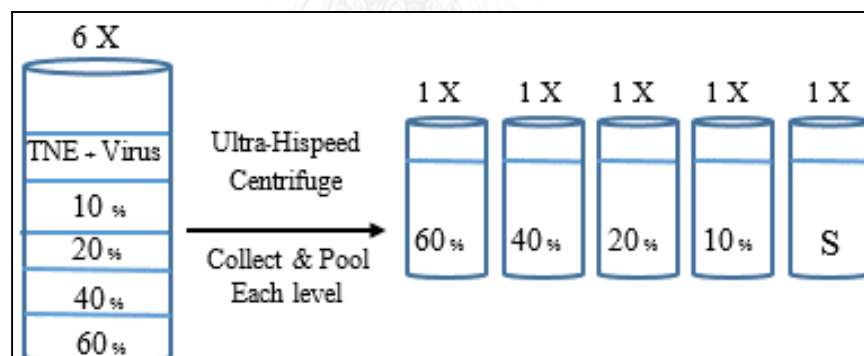 6 X
TNE + Virus
10 %
20 %
40 %
60 %
Ultra-Hispeed
Centrifuge
Collect & Pool
Each level
1 X 1 X 1 X 1 X 1 X
60 % 40 % 20 % 10 % S